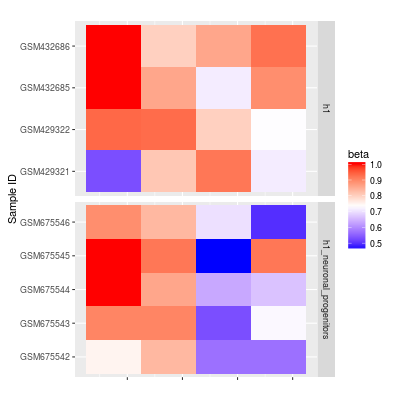 GSM432686
GSM432685
GSM429322
GSM429321
h1
GSM675546
GSM675545
GSM675544
GSM675543
GSM675542
h1_neuronal_progenitors
Sample ID
beta
1.0
0.9
0.8
0.7
0.6
0.5